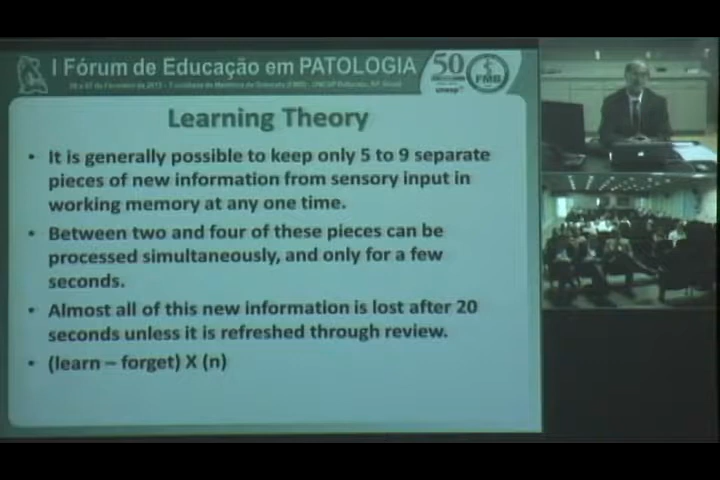 I Fórum de Educação em PATOLOGIA
50
unesp
FMB
Learning Theory
• It is generally possible to keep only 5 to 9 separate
pieces of new information from sensory input in
working memory at any one time.
• Between two and four of these pieces can be
processed simultaneously, and only for a few
seconds.
• Almost all of this new information is lost after 20
seconds unless it is refreshed through review.
• (learn – forget) X (n)